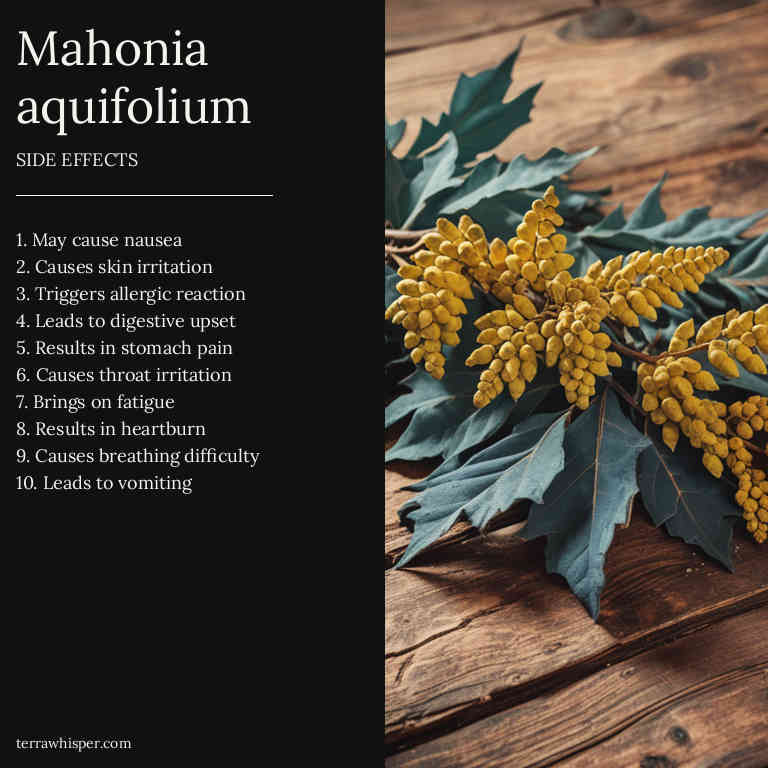 Mahonia
aquifolium
SIDE EFFECTS
1. May cause nausea
2. Causes skin irritation
3. Triggers allergic reaction
4. Leads to digestive upset
5. Results in stomach pain
6. Causes throat irritation
7. Brings on fatigue
8. Results in heartburn
9. Causes breathing difficulty
10. Leads to vomiting
terrawhisper.com